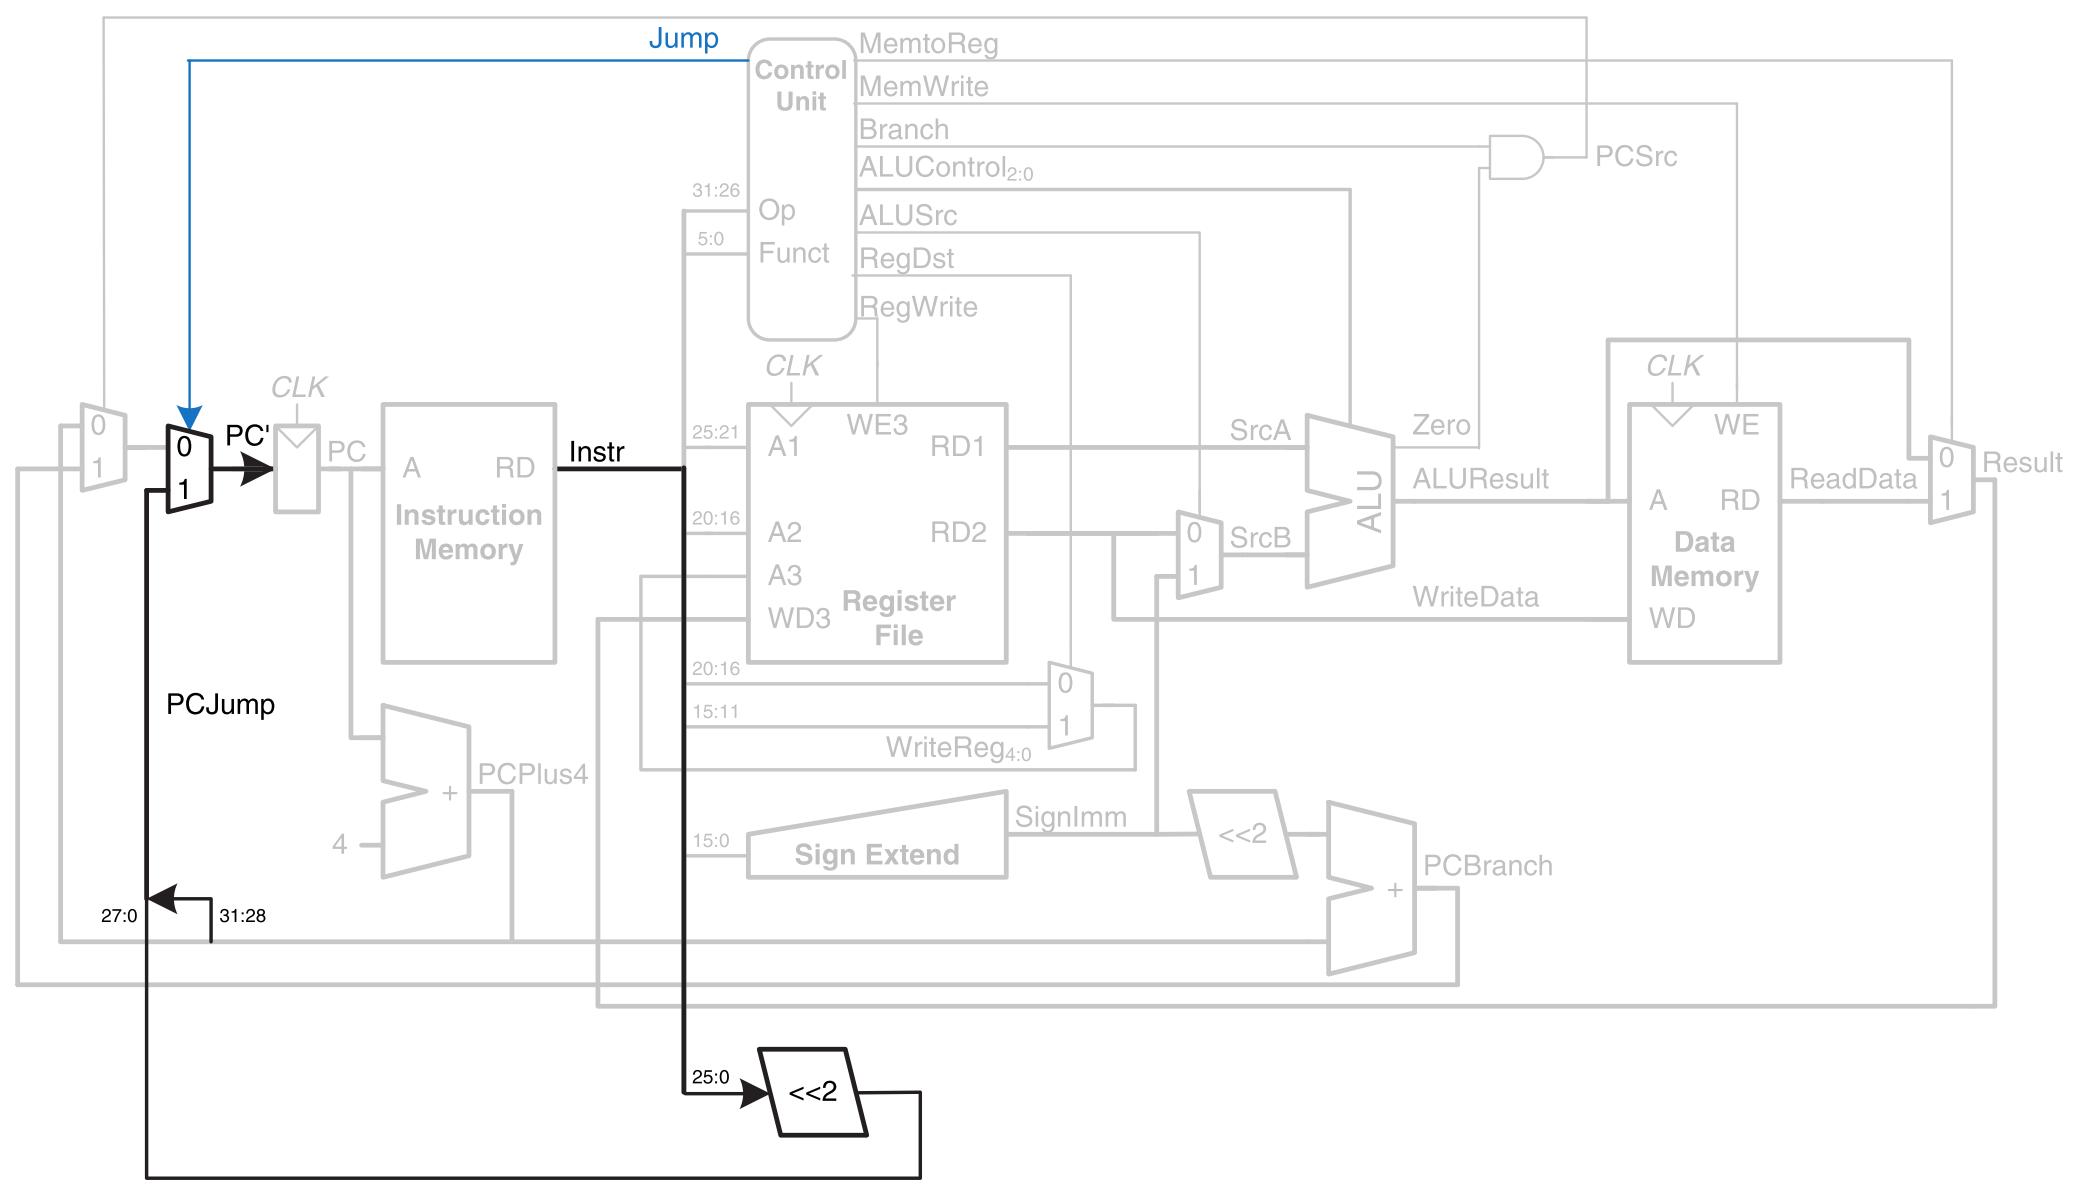 Jump
MemtoReg
Control
Unit
MemWrite
Branch
PCSrc
ALUControl2:0
31:26
Op
ALUSrc
5:0
Funct
RegDst
RegWrite
CLK
CLK
CLK
0
1
0
1
PC'
PC
A
RD
Instr
Instruction
Memory
25:21
A1
WE3
RD1
20:16
A2
RD2
A3
WD3
Register
File
SrcA
0
1
SrcB
ALU
Zero
ALUResult
WriteData
WE
A
RD
Data
Memory
WD
ReadData
0
1
Result
20:16
0
15:11
1
WriteReg4:0
PCJump
PCPlus4
+
4
15:0
Sign Extend
SignImm
<<2
+
PCBranch
27:0
31:28
25:0
<<2